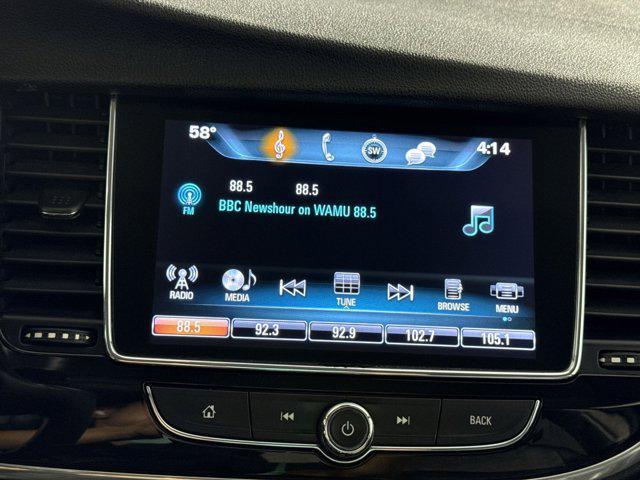 58° SW 4:14
88.5 88.5
FM BBC Newshour on WAMU 88.5
RADIO MEDIA TUNE BROWSE MENU
88.5 92.3 92.9 102.7 105.1
BACK